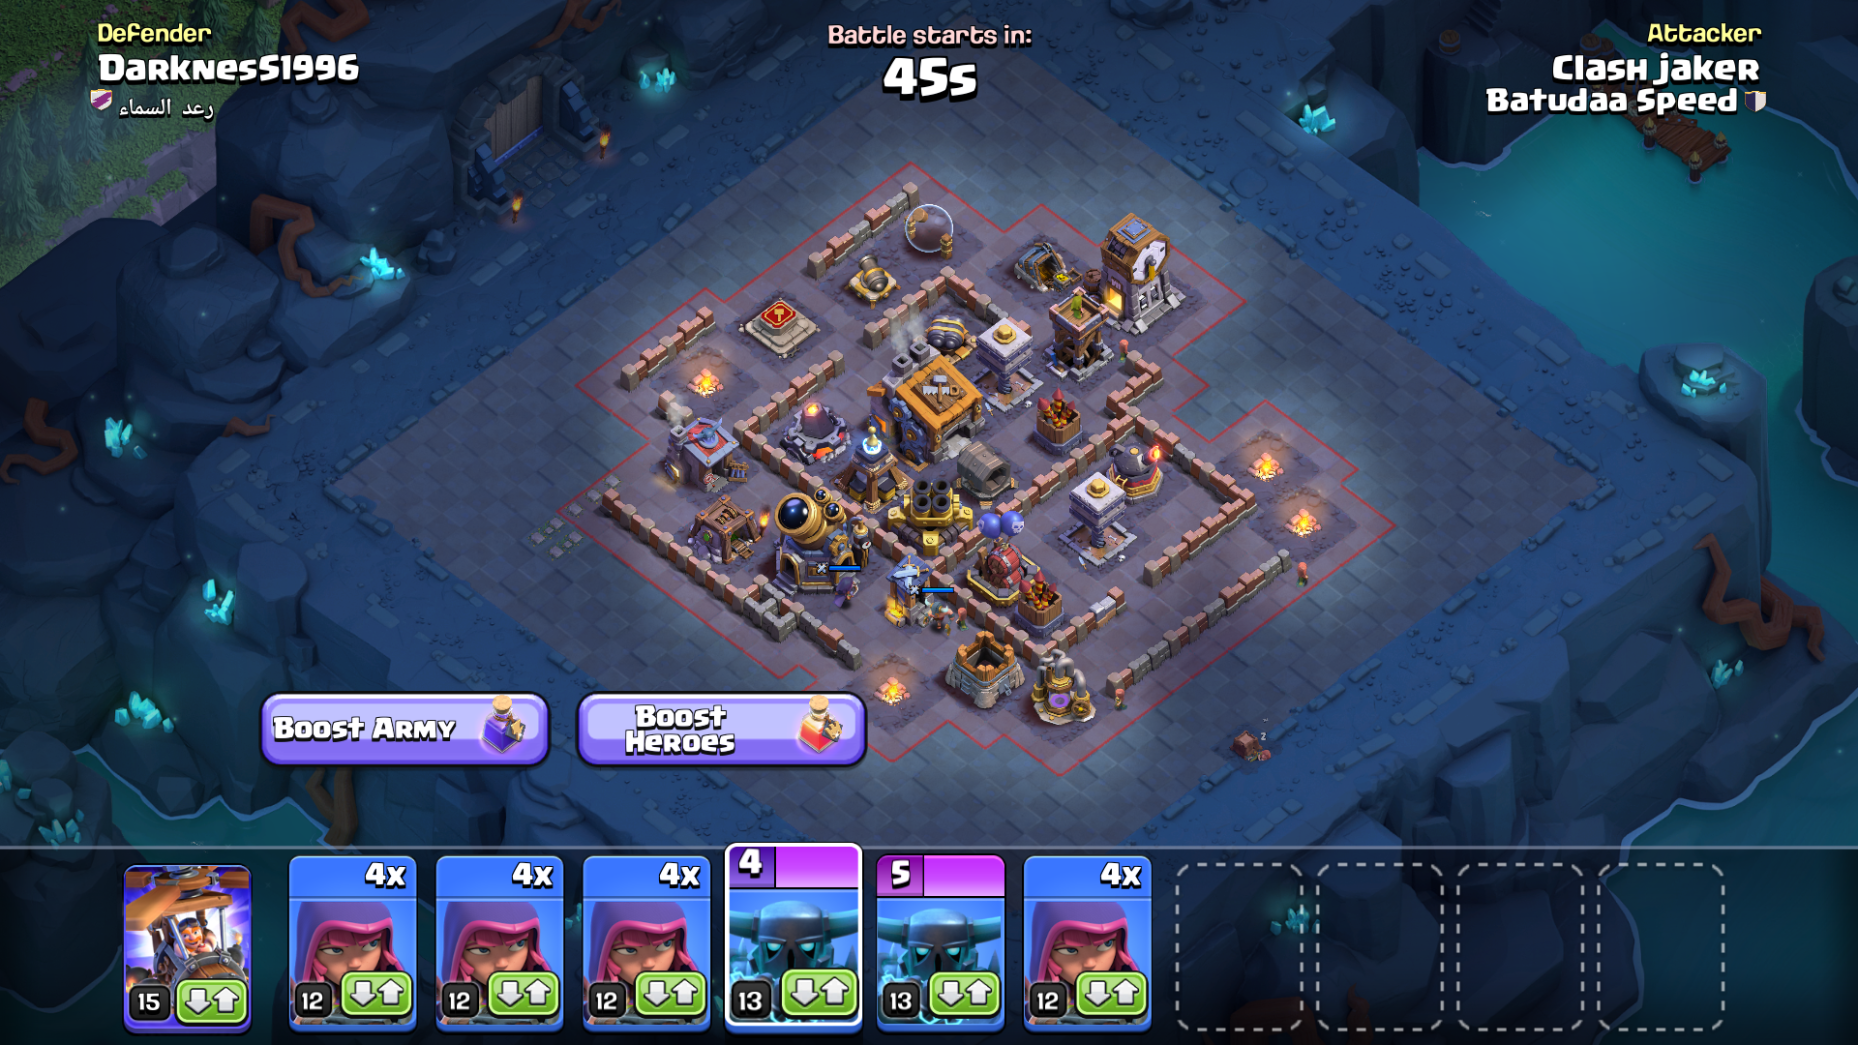 Defender
DarknesS1996
رعد السماء
Battle starts in:
45s
Attacker
Clash jaker
Batudaa Speed
Boost Army
Boost
Heroes
z
15
4x
12
4x
12
4x
12
4
13
5
13
4x
12